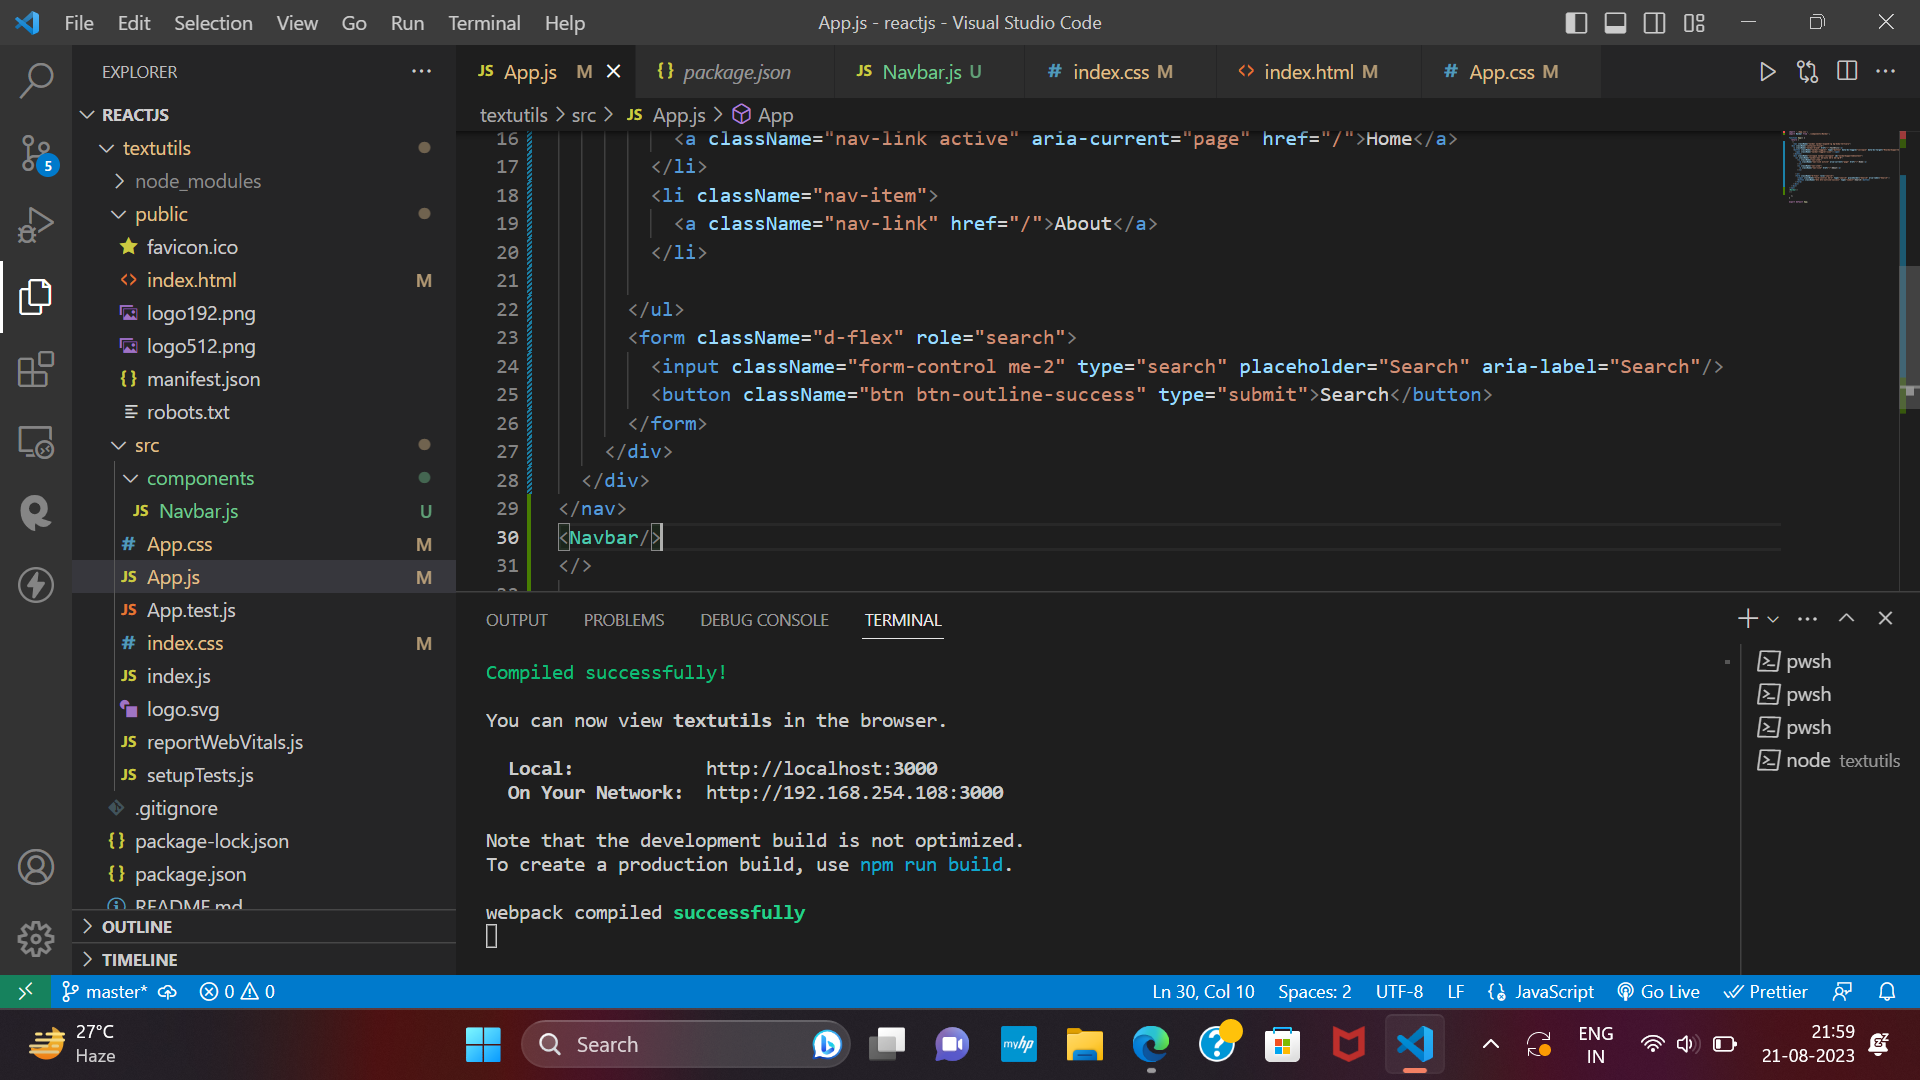 File Edit Selection View Go Run Terminal Help
App.js - reactjs - Visual Studio Code
EXPLORER
REACTJS
textutils
node_modules
public
favicon.ico
index.html M
logo192.png
logo512.png
manifest.json
robots.txt
src
components
Navbar.js U
App.css M
App.js M
App.test.js
index.css M
index.js
logo.svg
reportWebVitals.js
setupTests.js
.gitignore
package-lock.json
package.json
README.md
OUTLINE
TIMELINE
5
JS App.js M
{} package.json
JS Navbar.js U
# index.css M
<> index.html M
# App.css M
textutils > src > JS App.js > App
16 <a className="nav-link active" aria-current="page" href="/">Home</a>
17 </li>
18 <li className="nav-item">
19 <a className="nav-link" href="/">About</a>
20 </li>
21
22 </ul>
23 <form className="d-flex" role="search">
24 <input className="form-control me-2" type="search" placeholder="Search" aria-label="Search"/>
25 <button className="btn btn-outline-success" type="submit">Search</button>
26 </form>
27 </div>
28 </div>
29 </nav>
30 <Navbar/>
31 </>
OUTPUT PROBLEMS DEBUG CONSOLE TERMINAL
Compiled successfully!
You can now view textutils in the browser.
Local: http://localhost:3000
On Your Network: http://192.168.254.108:3000
Note that the development build is not optimized.
To create a production build, use npm run build.
webpack compiled successfully
pwsh
pwsh
pwsh
node textutils
master* 0 0
Ln 30, Col 10 Spaces: 2 UTF-8 LF {} JavaScript Go Live Prettier
27°C
Haze
Search
myhp
ENG
IN
21:59
21-08-2023